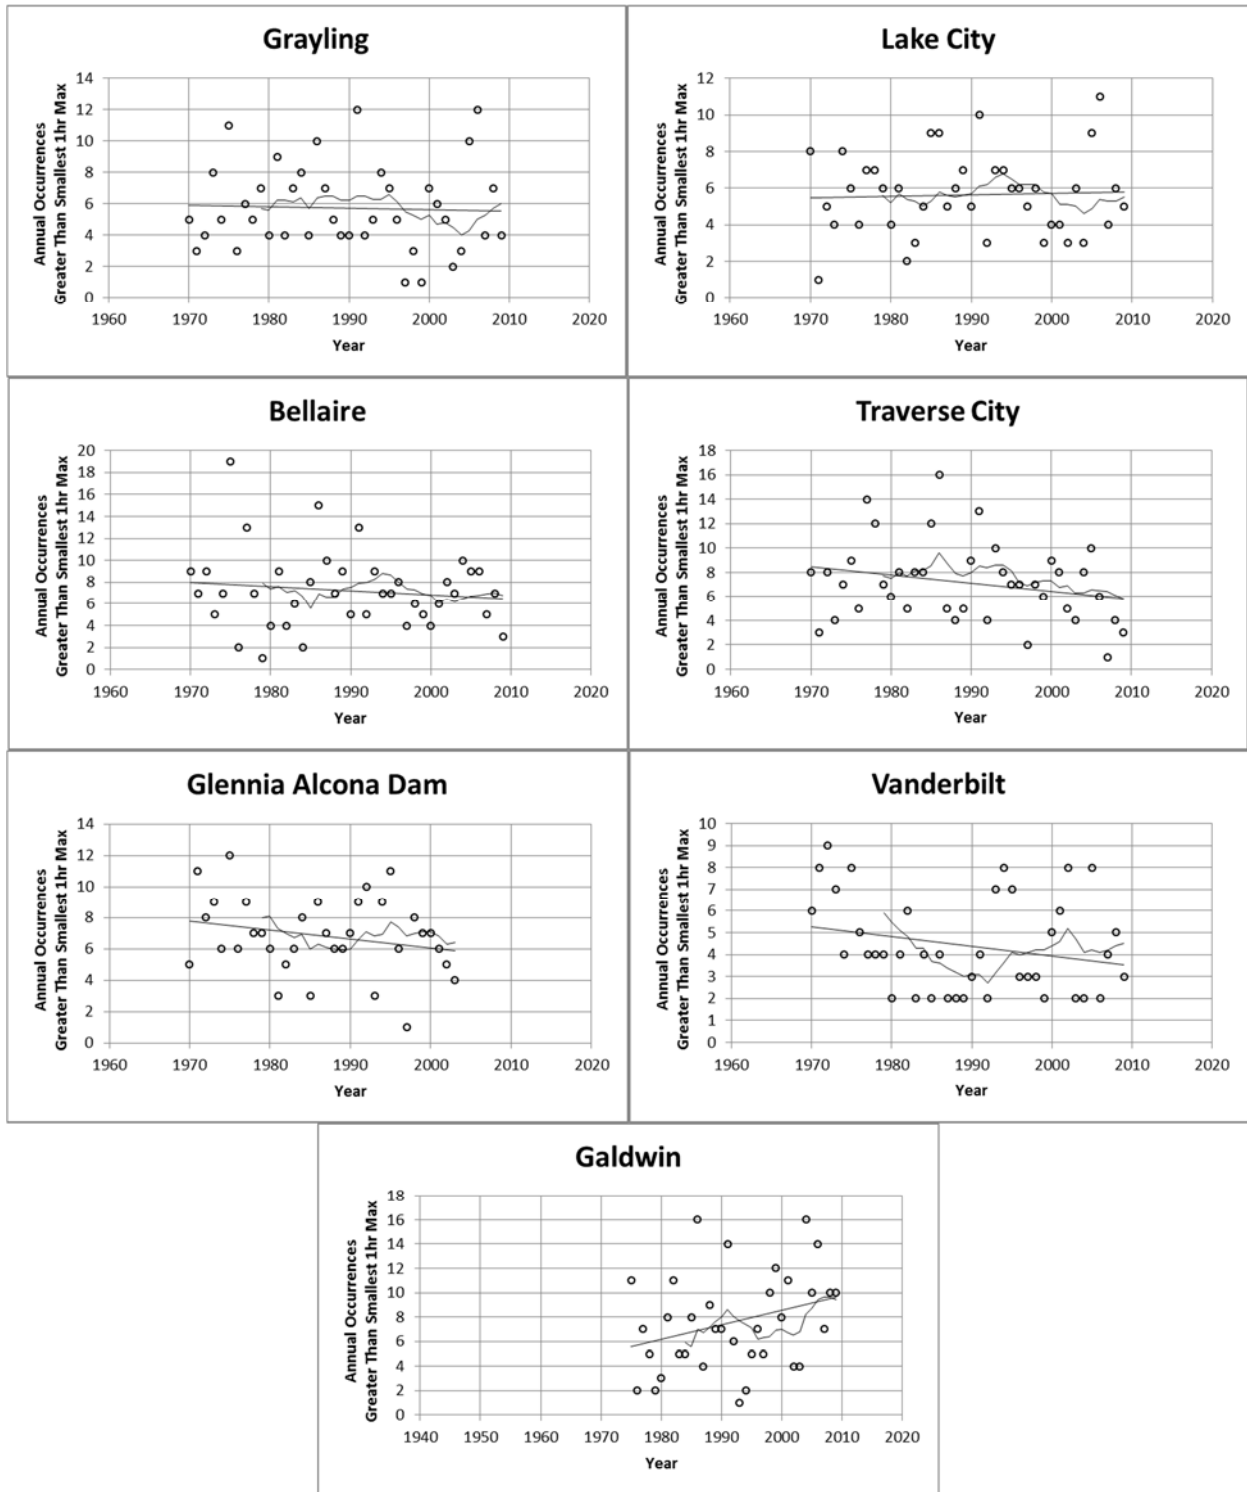 Grayling
Annual Occurrences
Greater Than Smallest 1hr Max
14
12
10
8
6
4
2
0
1960 1970 1980 1990 2000 2010 2020
Year
Lake City
Annual Occurrences
Greater Than Smallest 1hr Max
12
10
8
6
4
2
0
1960 1970 1980 1990 2000 2010 2020
Year
Bellaire
Annual Occurrences
Greater Than Smallest 1hr Max
20
18
16
14
12
10
8
6
4
2
0
1960 1970 1980 1990 2000 2010 2020
Year
Traverse City
Annual Occurrences
Greater Than Smallest 1hr Max
18
16
14
12
10
8
6
4
2
0
1960 1970 1980 1990 2000 2010 2020
Year
Glennia Alcona Dam
Annual Occurrences
Greater Than Smallest 1hr Max
14
12
10
8
6
4
2
0
1960 1970 1980 1990 2000 2010 2020
Year
Vanderbilt
Annual Occurrences
Greater Than Smallest 1hr Max
10
9
8
7
6
5
4
3
2
1
0
1960 1970 1980 1990 2000 2010 2020
Year
Galdwin
Annual Occurrences
Greater Than Smallest 1hr Max
18
16
14
12
10
8
6
4
2
0
1940 1950 1960 1970 1980 1990 2000 2010 2020
Year